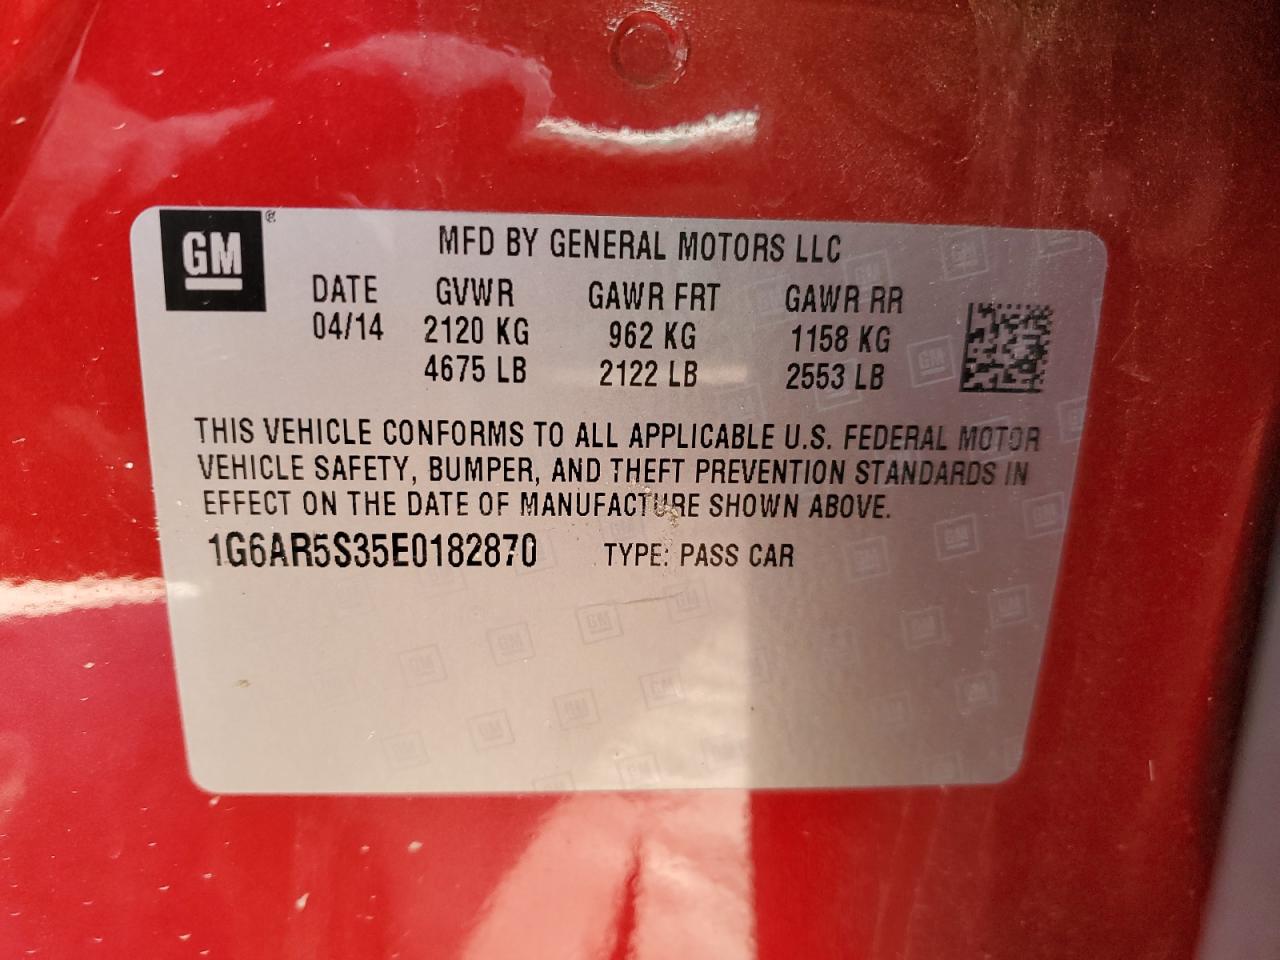 GM ®
MFD BY GENERAL MOTORS LLC
DATE GVWR GAWR FRT GAWR RR
04/14 2120 KG 962 KG 1158 KG
4675 LB 2122 LB 2553 LB
THIS VEHICLE CONFORMS TO ALL APPLICABLE U.S. FEDERAL MOTOR
VEHICLE SAFETY, BUMPER, AND THEFT PREVENTION STANDARDS IN
EFFECT ON THE DATE OF MANUFACTURE SHOWN ABOVE.
1G6AR5S35E0182870 TYPE: PASS CAR